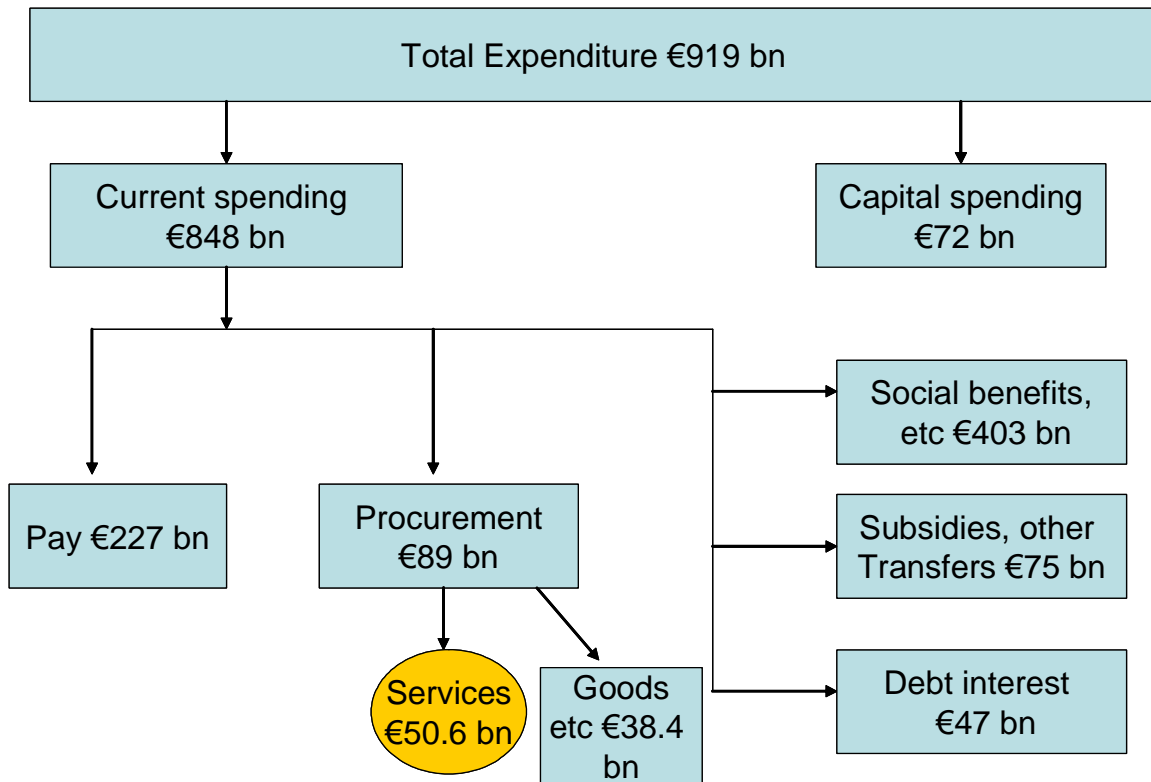 Total Expenditure €919 bn
Current spending
€848 bn
Capital spending
€72 bn
Social benefits,
etc €403 bn
Pay €227 bn
Procurement
€89 bn
Subsidies, other
Transfers €75 bn
Services
€50.6 bn
Goods
etc €38.4
bn
Debt interest
€47 bn